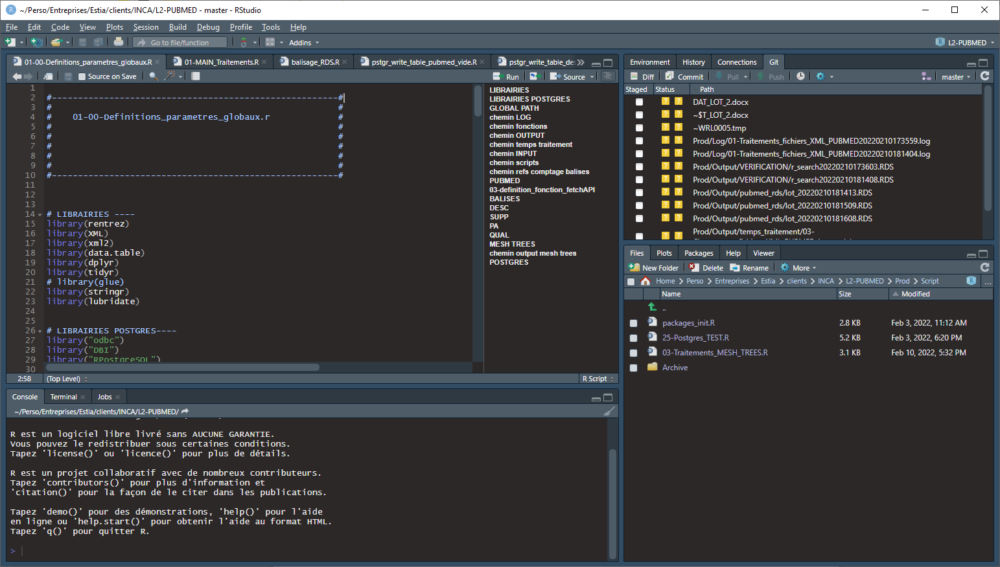 ~/Perso/Entreprises/Estia/clients/INCA/L2-PUBMED - master - RStudio
File Edit Code View Plots Session Build Debug Profile Tools Help
Go to file/function Addins L2-PUBMED
01-00-Definitions_parametres_globaux.R 01-MAIN_Traitements.R balisage_RDS.R pstgr_write_table_pubmed_vide.R pstgr_write_table_de
Source on Save Run Source
1
2 #--------------------------------------------------------#
3 # #
4 # 01-00-Definitions_parametres_globaux.r #
5 # #
6 # #
7 # #
8 # #
9 # #
10 #--------------------------------------------------------#
11
12
13
14 # LIBRAIRIES ----
15 library(rentrez)
16 library(XML)
17 library(xml2)
18 library(data.table)
19 library(dplyr)
20 library(tidyr)
21 # library(glue)
22 library(stringr)
23 library(lubridate)
24
25
26 # LIBRAIRIES POSTGRES----
27 library("odbc")
28 library("DBI")
29 library("RPostgreSQL")
30
LIBRAIRIES
LIBRAIRIES POSTGRES
GLOBAL PATH
chemin LOG
chemin fonctions
chemin OUTPUT
chemin temps traitement
chemin INPUT
chemin scripts
chemin refs comptage balises
PUBMED
03-definition_fonction_fetchAPI
BALISES
DESC
SUPP
PA
QUAL
MESH TREES
chemin output mesh trees
POSTGRES
2:58 (Top Level) R Script
Console Terminal Jobs
~/Perso/Entreprises/Estia/clients/INCA/L2-PUBMED/
R est un logiciel libre livré sans AUCUNE GARANTIE.
Vous pouvez le redistribuer sous certaines conditions.
Tapez 'license()' ou 'licence()' pour plus de détails.
R est un projet collaboratif avec de nombreux contributeurs.
Tapez 'contributors()' pour plus d'information et
'citation()' pour la façon de le citer dans les publications.
Tapez 'demo()' pour des démonstrations, 'help()' pour l'aide
en ligne ou 'help.start()' pour obtenir l'aide au format HTML.
Tapez 'q()' pour quitter R.
>
Environment History Connections Git
Diff Commit Pull Push master
Staged Status Path
? ? DAT_LOT_2.docx
? ? ~$T_LOT_2.docx
? ? ~WRL0005.tmp
? ? Prod/Log/01-Traitements_fichiers_XML_PUBMED20220210173559.log
? ? Prod/Log/01-Traitements_fichiers_XML_PUBMED20220210181404.log
? ? Prod/Output/VERIFICATION/r_search20220210173603.RDS
? ? Prod/Output/VERIFICATION/r_search20220210181408.RDS
? ? Prod/Output/pubmed_rds/lot_20220210181413.RDS
? ? Prod/Output/pubmed_rds/lot_20220210181509.RDS
? ? Prod/Output/pubmed_rds/lot_20220210181608.RDS
? ? Prod/Output/temps_traitement/03-
Files Plots Packages Help Viewer
New Folder Delete Rename More
Home > Perso > Entreprises > Estia > clients > INCA > L2-PUBMED > Prod > Script ...
Name Size Modified
..
packages_init.R 2.8 KB Feb 3, 2022, 11:12 AM
25-Postgres_TEST.R 5.2 KB Feb 3, 2022, 6:20 PM
03-Traitements_MESH_TREES.R 3.1 KB Feb 10, 2022, 5:32 PM
Archive